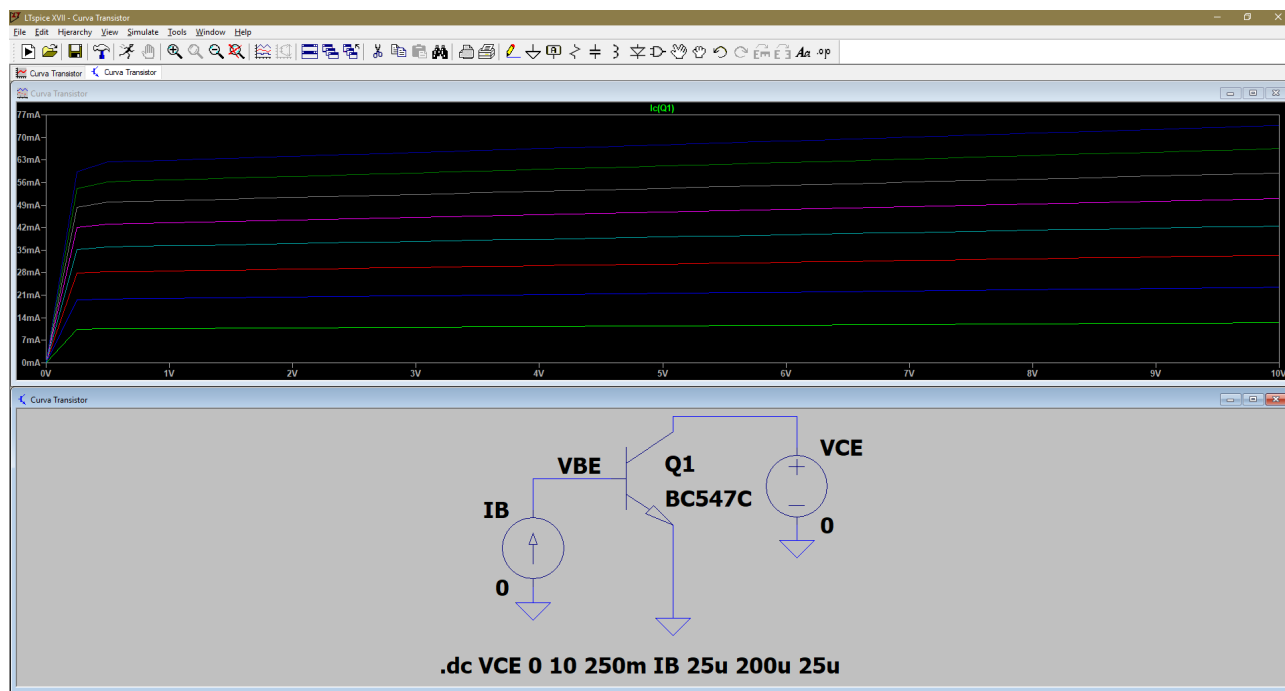 LTspice XVII - Curva Transistor
File Edit Hierarchy View Simulate Tools Window Help
Aa .op
Curva Transistor Curva Transistor
Curva Transistor
Ic(Q1)
77mA
70mA
63mA
56mA
49mA
42mA
35mA
28mA
21mA
14mA
7mA
0mA
0V 1V 2V 3V 4V 5V 6V 7V 8V 9V 10V
Curva Transistor
VCE
VBE
Q1
BC547C
IB
0
0
.dc VCE 0 10 250m IB 25u 200u 25u